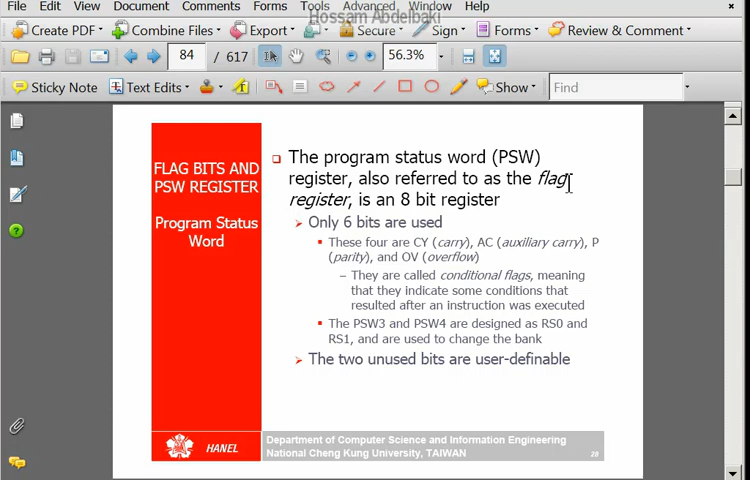 File Edit View Document Comments Forms Tools Advanced Window Help
Hossam Abdelbaki
Create PDF Combine Files Export Secure Sign Forms Review & Comment
84 / 617 56.3%
Sticky Note Text Edits Show Find
FLAG BITS AND
PSW REGISTER
Program Status
Word
The program status word (PSW)
register, also referred to as the flag
register, is an 8 bit register
Only 6 bits are used
These four are CY (carry), AC (auxiliary carry), P
(parity), and OV (overflow)
– They are called conditional flags, meaning
that they indicate some conditions that
resulted after an instruction was executed
The PSW3 and PSW4 are designed as RS0 and
RS1, and are used to change the bank
The two unused bits are user-definable
HANEL
Department of Computer Science and Information Engineering
National Cheng Kung University, TAIWAN
28